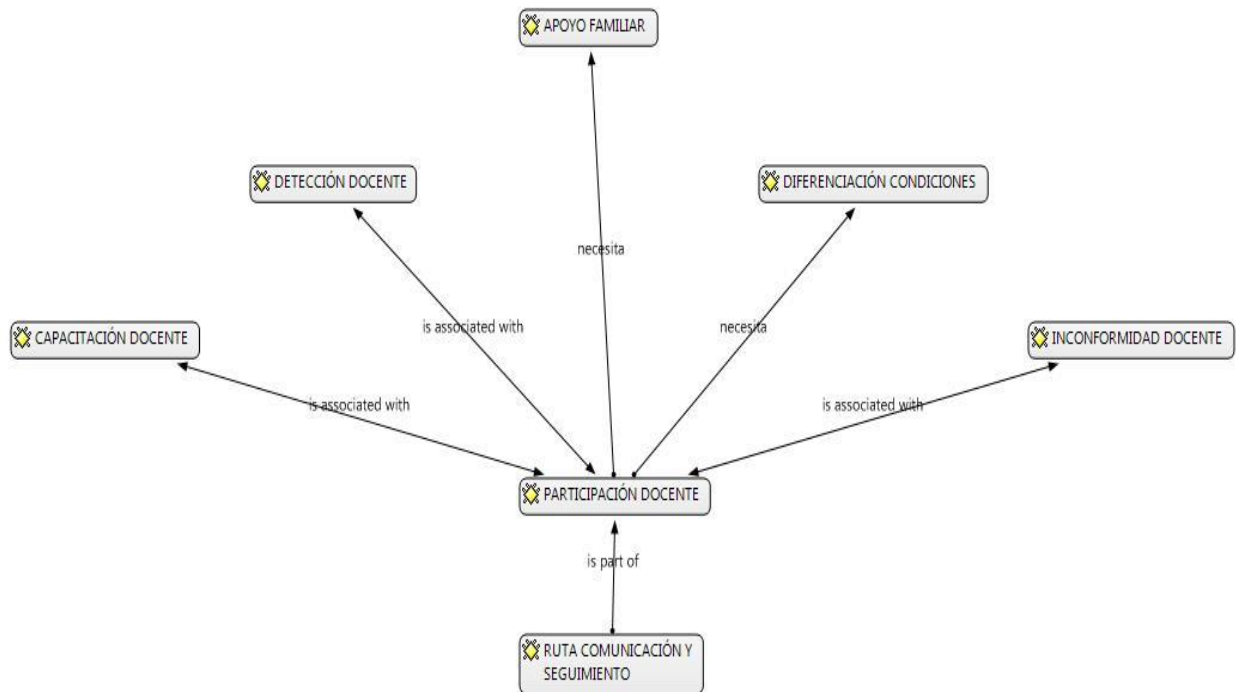 APOYO FAMILIAR
DETECCIÓN DOCENTE
DIFERENCIACIÓN CONDICIONES
necesita
is associated with
necesita
CAPACITACIÓN DOCENTE
INCONFORMIDAD DOCENTE
is associated with
is associated with
PARTICIPACIÓN DOCENTE
is part of
RUTA COMUNICACIÓN Y
SEGUIMIENTO